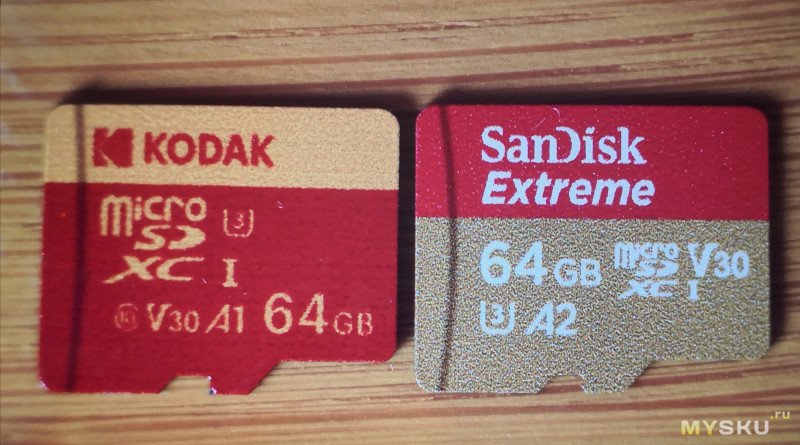 KODAK
micro
SD
XC I
U3
C10 V30 A1 64GB
SanDisk
Extreme
64GB micro SD XC I V30
U3 A2
MYSKU.ru